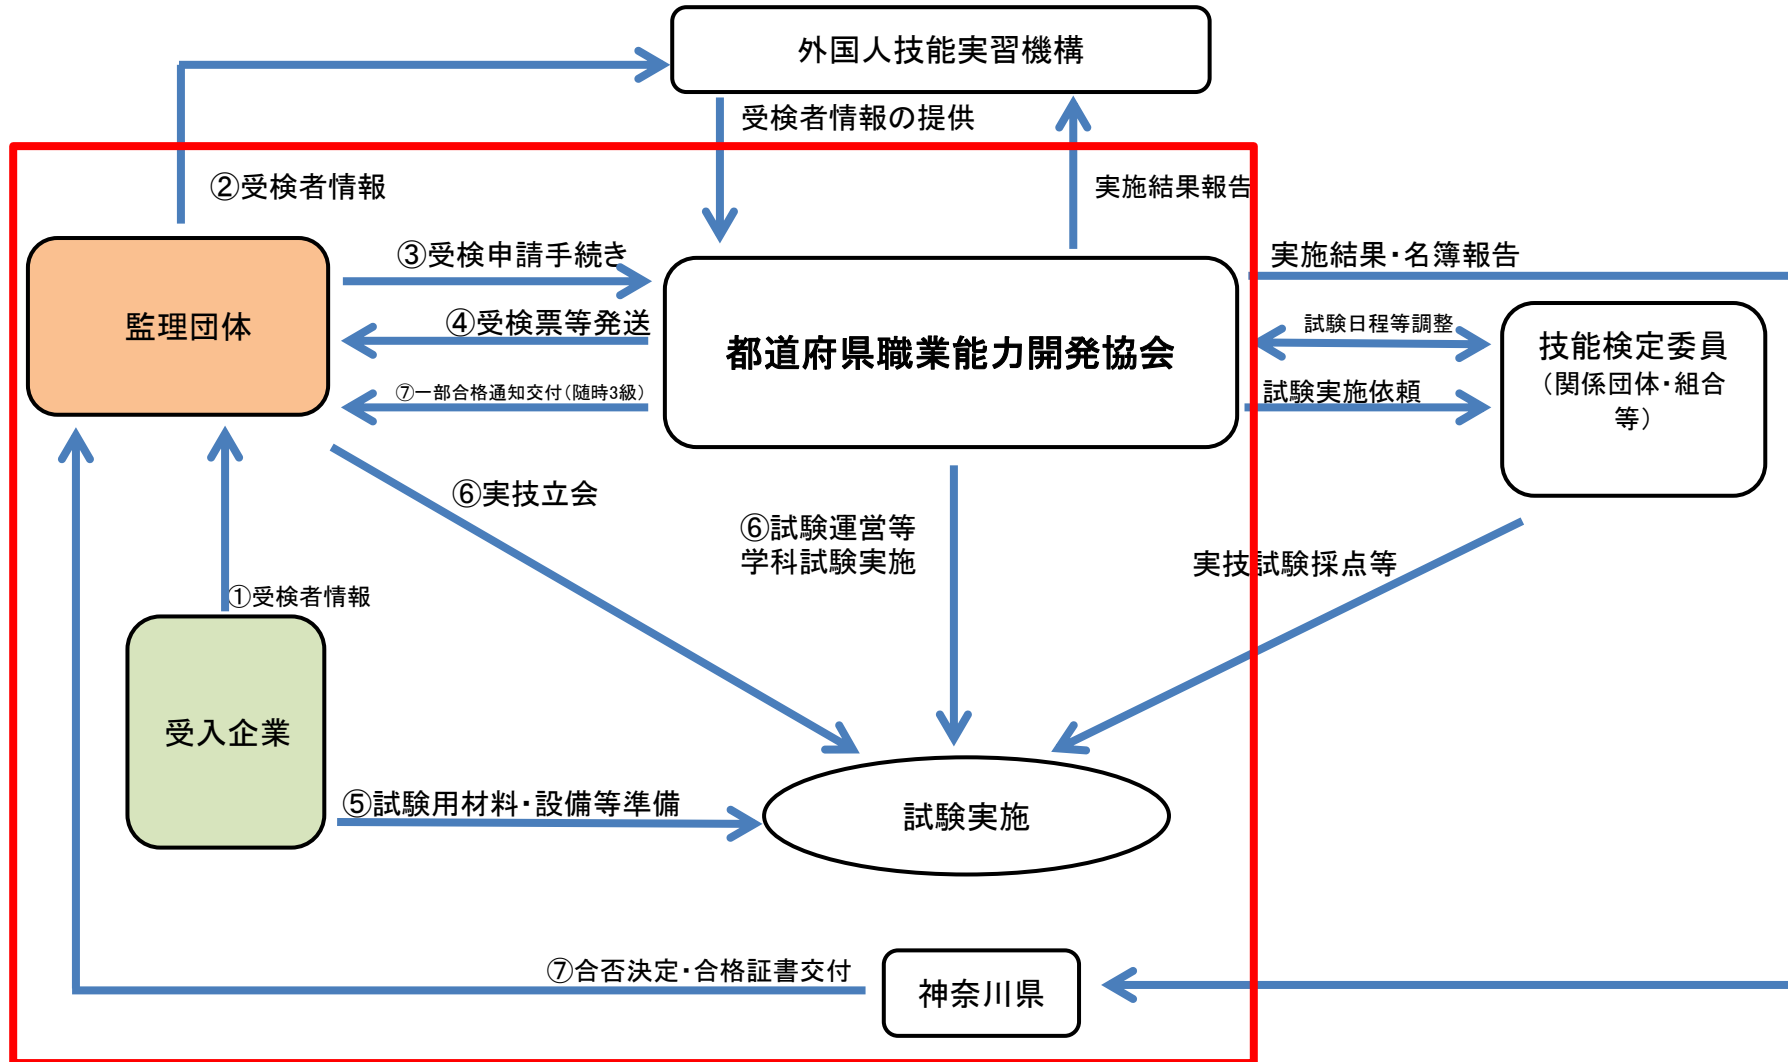 外国人技能実習機構
受検者情報の提供
②受検者情報
実施結果報告
③受検申請手続き
実施結果・名簿報告
監理団体
④受検票等発送
都道府県職業能力開発協会
試験日程等調整
技能検定委員
（関係団体・組合
等）
⑦一部合格通知交付（随時3級）
試験実施依頼
⑥実技立会
⑥試験運営等
学科試験実施
実技試験採点等
①受検者情報
受入企業
⑤試験用材料・設備等準備
試験実施
⑦合否決定・合格証書交付
神奈川県